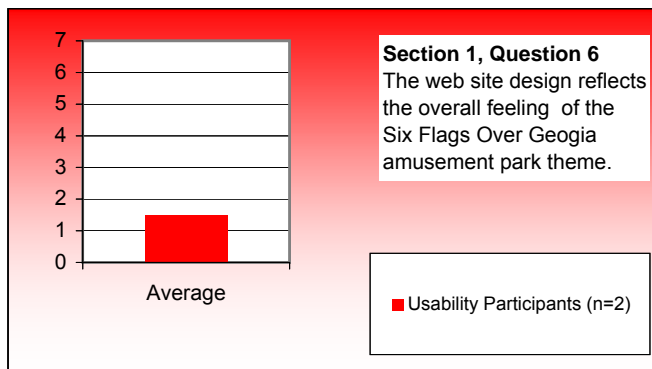 7
6
5
4
3
2
1
0
Average
Section 1, Question 6
The web site design reflects
the overall feeling of the
Six Flags Over Geogia
amusement park theme.
Usability Participants (n=2)